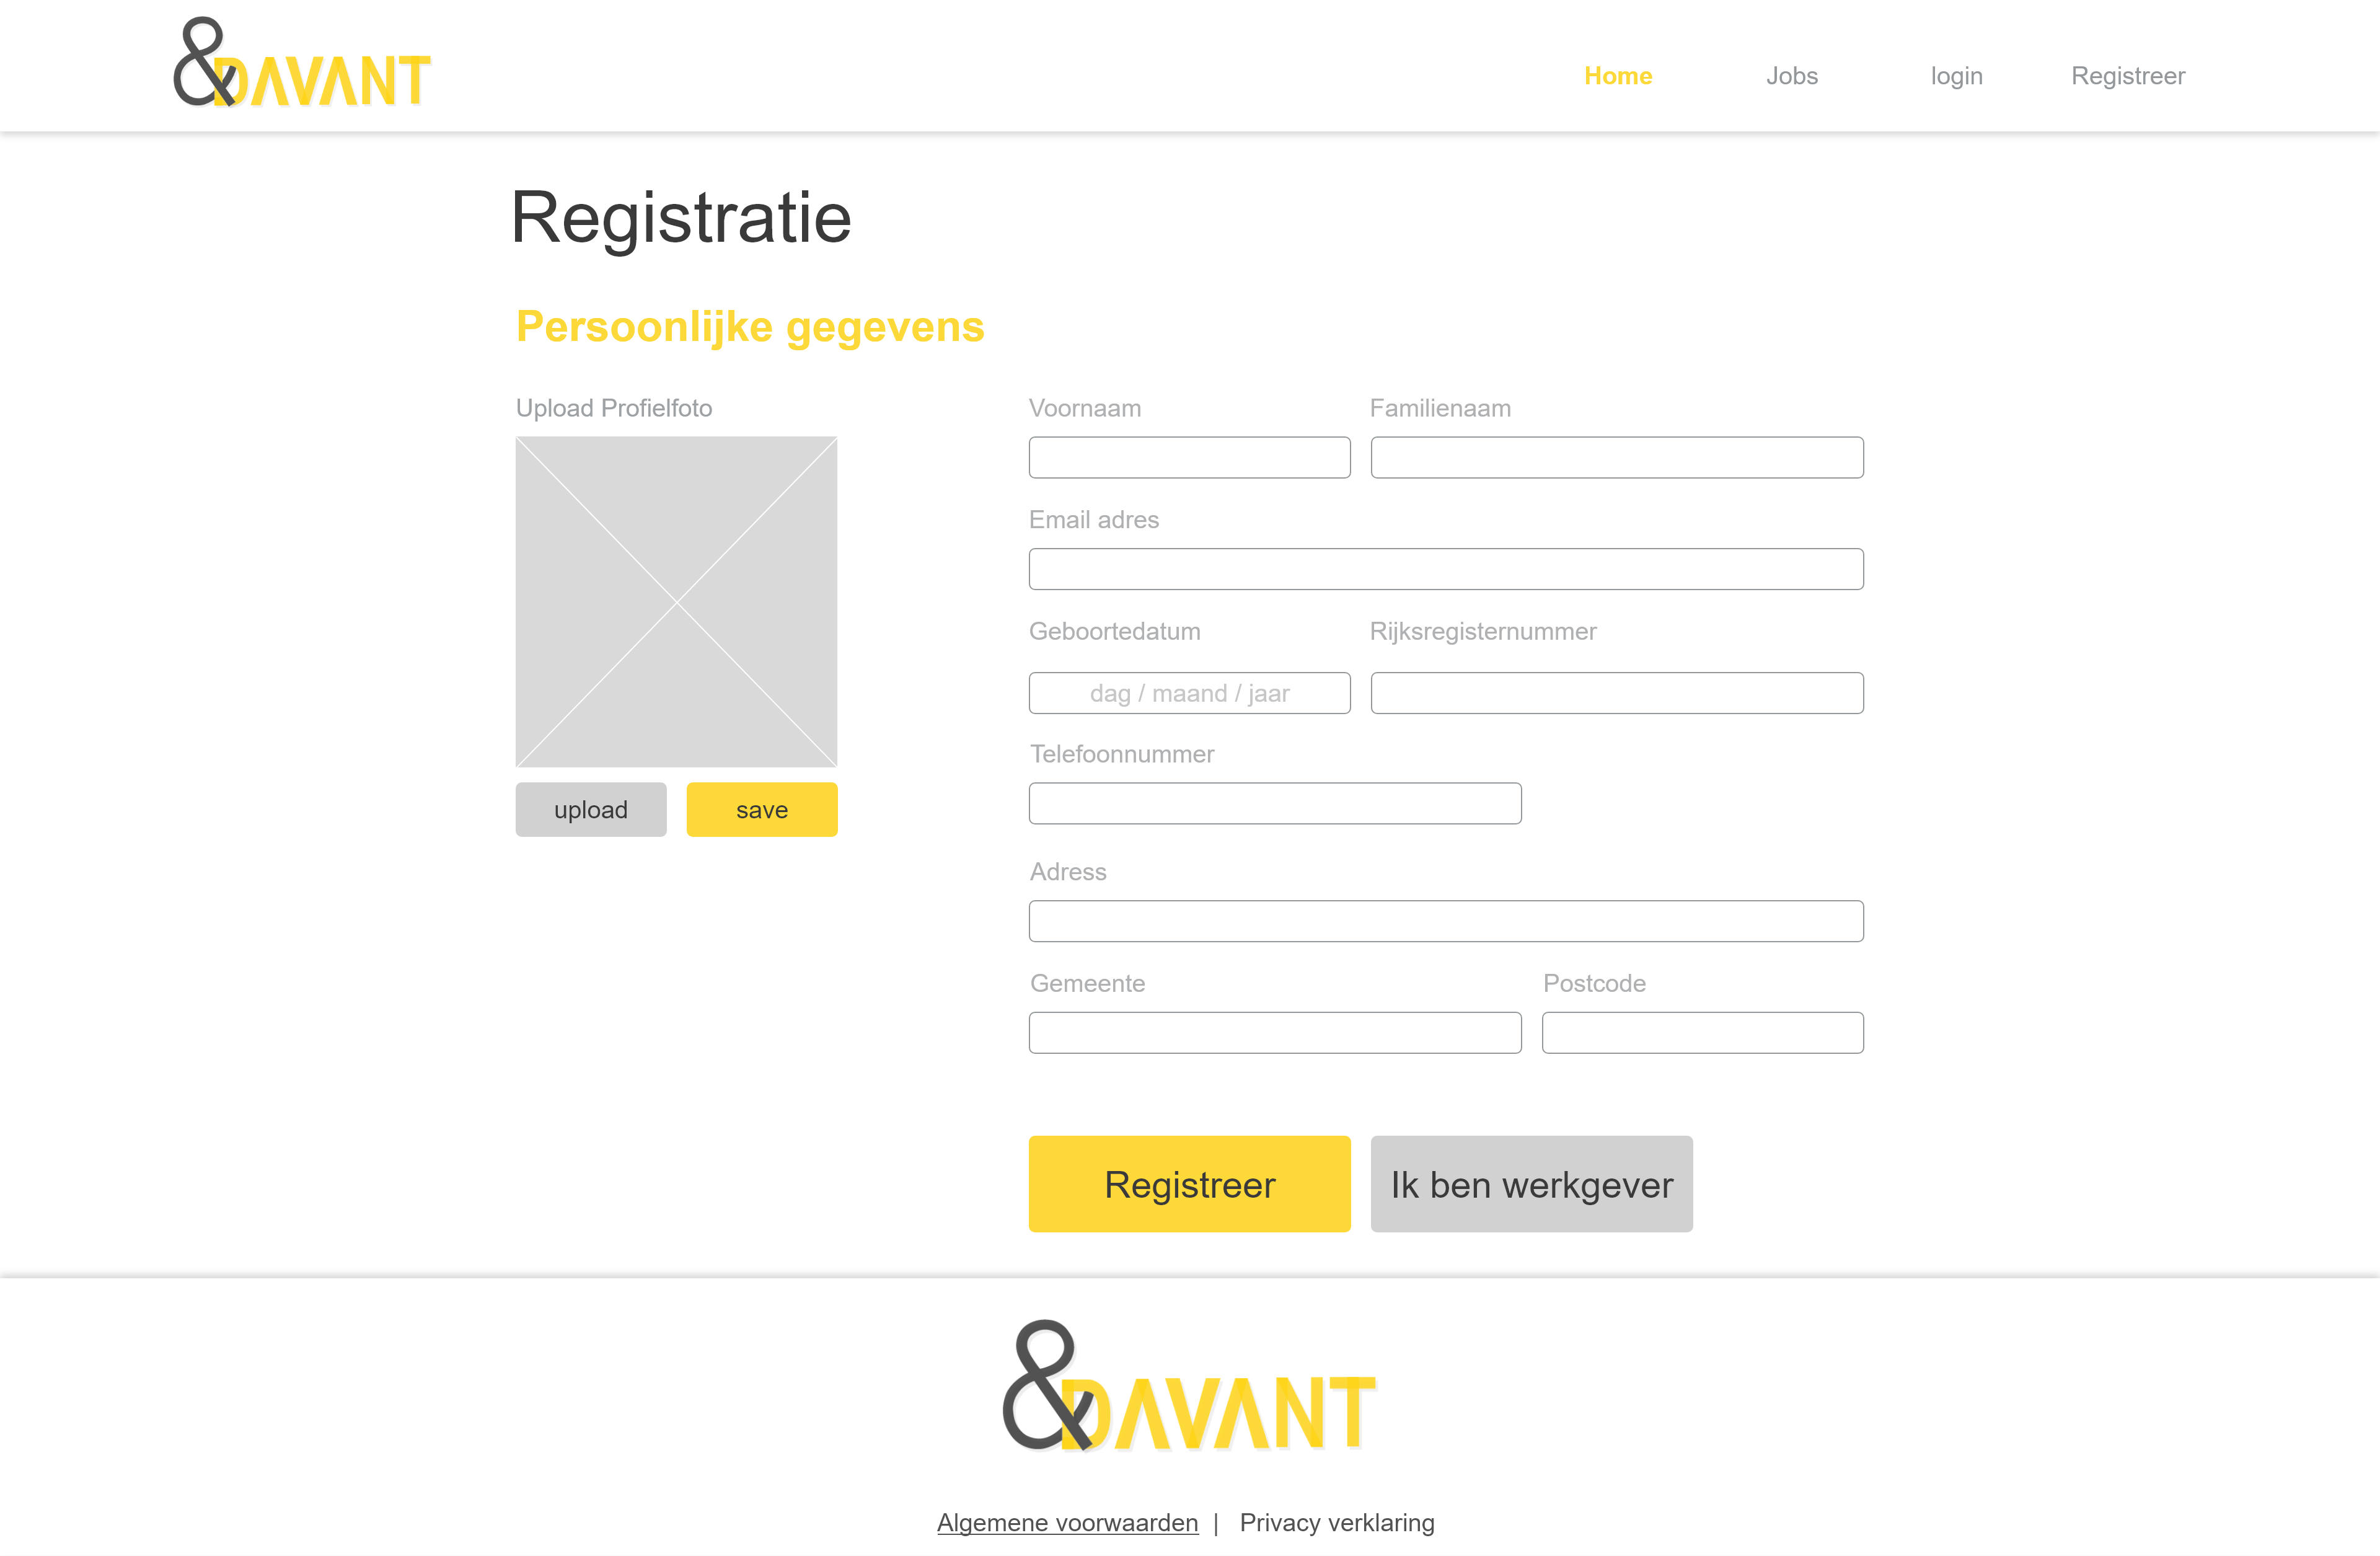 &DAVANT
Home Jobs login Registreer
Registratie
Persoonlijke gegevens
Upload Profielfoto
upload save
Voornaam Familienaam
Email adres
Geboortedatum Rijksregisternummer
dag / maand / jaar
Telefoonnummer
Adress
Gemeente Postcode
Registreer Ik ben werkgever
&DAVANT
Algemene voorwaarden | Privacy verklaring